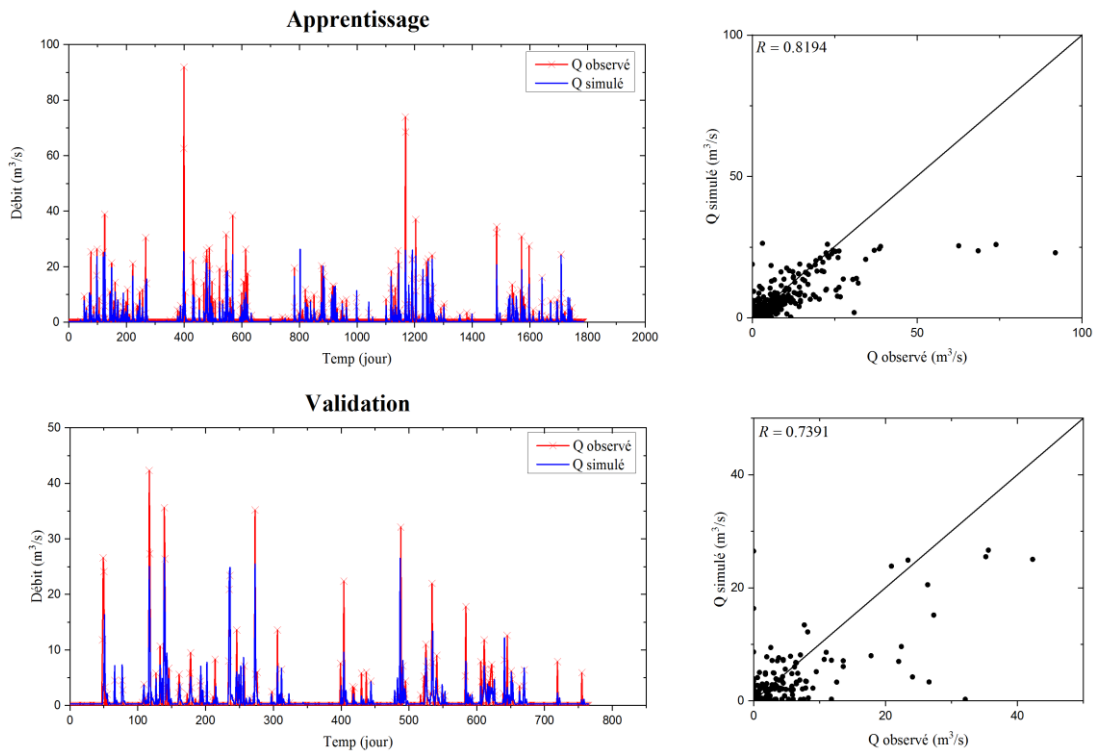 Apprentissage
100
80
60
40
20
0
Débit (m³/s)
0 200 400 600 800 1000 1200 1400 1600 1800 2000
Temp (jour)
Q observé
Q simulé
R = 0.8194
100
50
0
Q simulé (m³/s)
0 50 100
Q observé (m³/s)
Validation
50
40
30
20
10
0
Débit (m³/s)
0 100 200 300 400 500 600 700 800
Temp (jour)
Q observé
Q simulé
R = 0.7391
40
20
0
Q simulé (m³/s)
0 20 40
Q observé (m³/s)